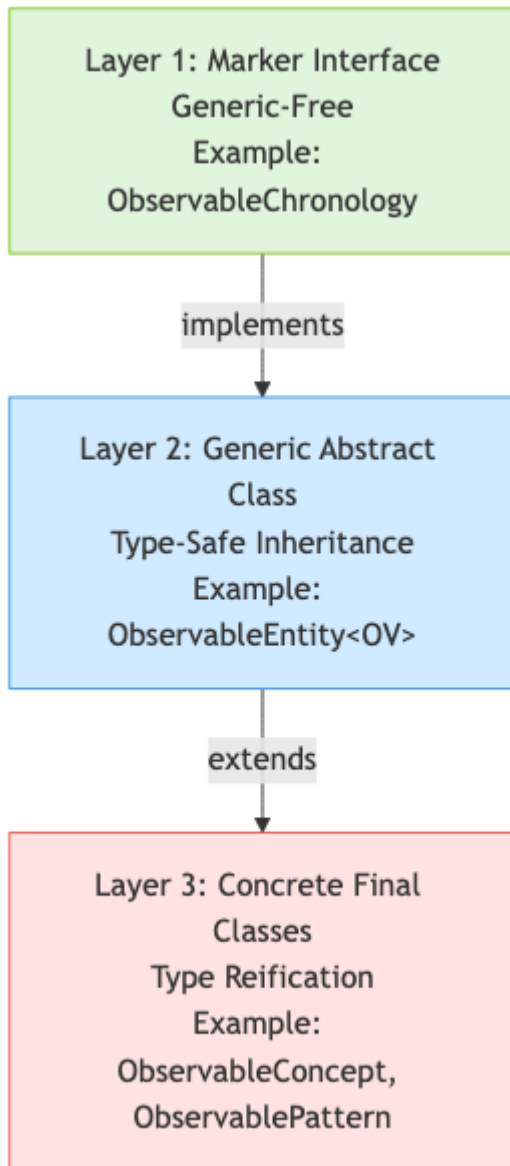 Layer 1: Marker Interface
Generic-Free
Example:
ObservableChronology
implements
Layer 2: Generic Abstract
Class
Type-Safe Inheritance
Example:
ObservableEntity<OV>
extends
Layer 3: Concrete Final
Classes
Type Reification
Example:
ObservableConcept,
ObservablePattern